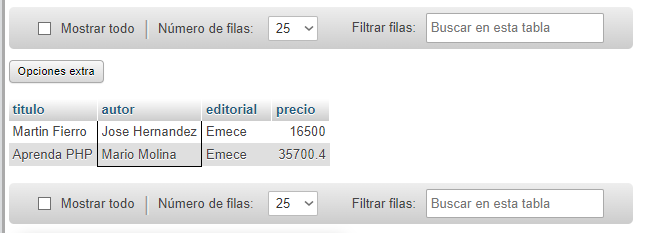 Mostrar todo Número de filas: 25 Filtrar filas: Buscar en esta tabla
Opciones extra
titulo autor editorial precio
Martin Fierro Jose Hernandez Emece 16500
Aprenda PHP Mario Molina Emece 35700.4
Mostrar todo Número de filas: 25 Filtrar filas: Buscar en esta tabla